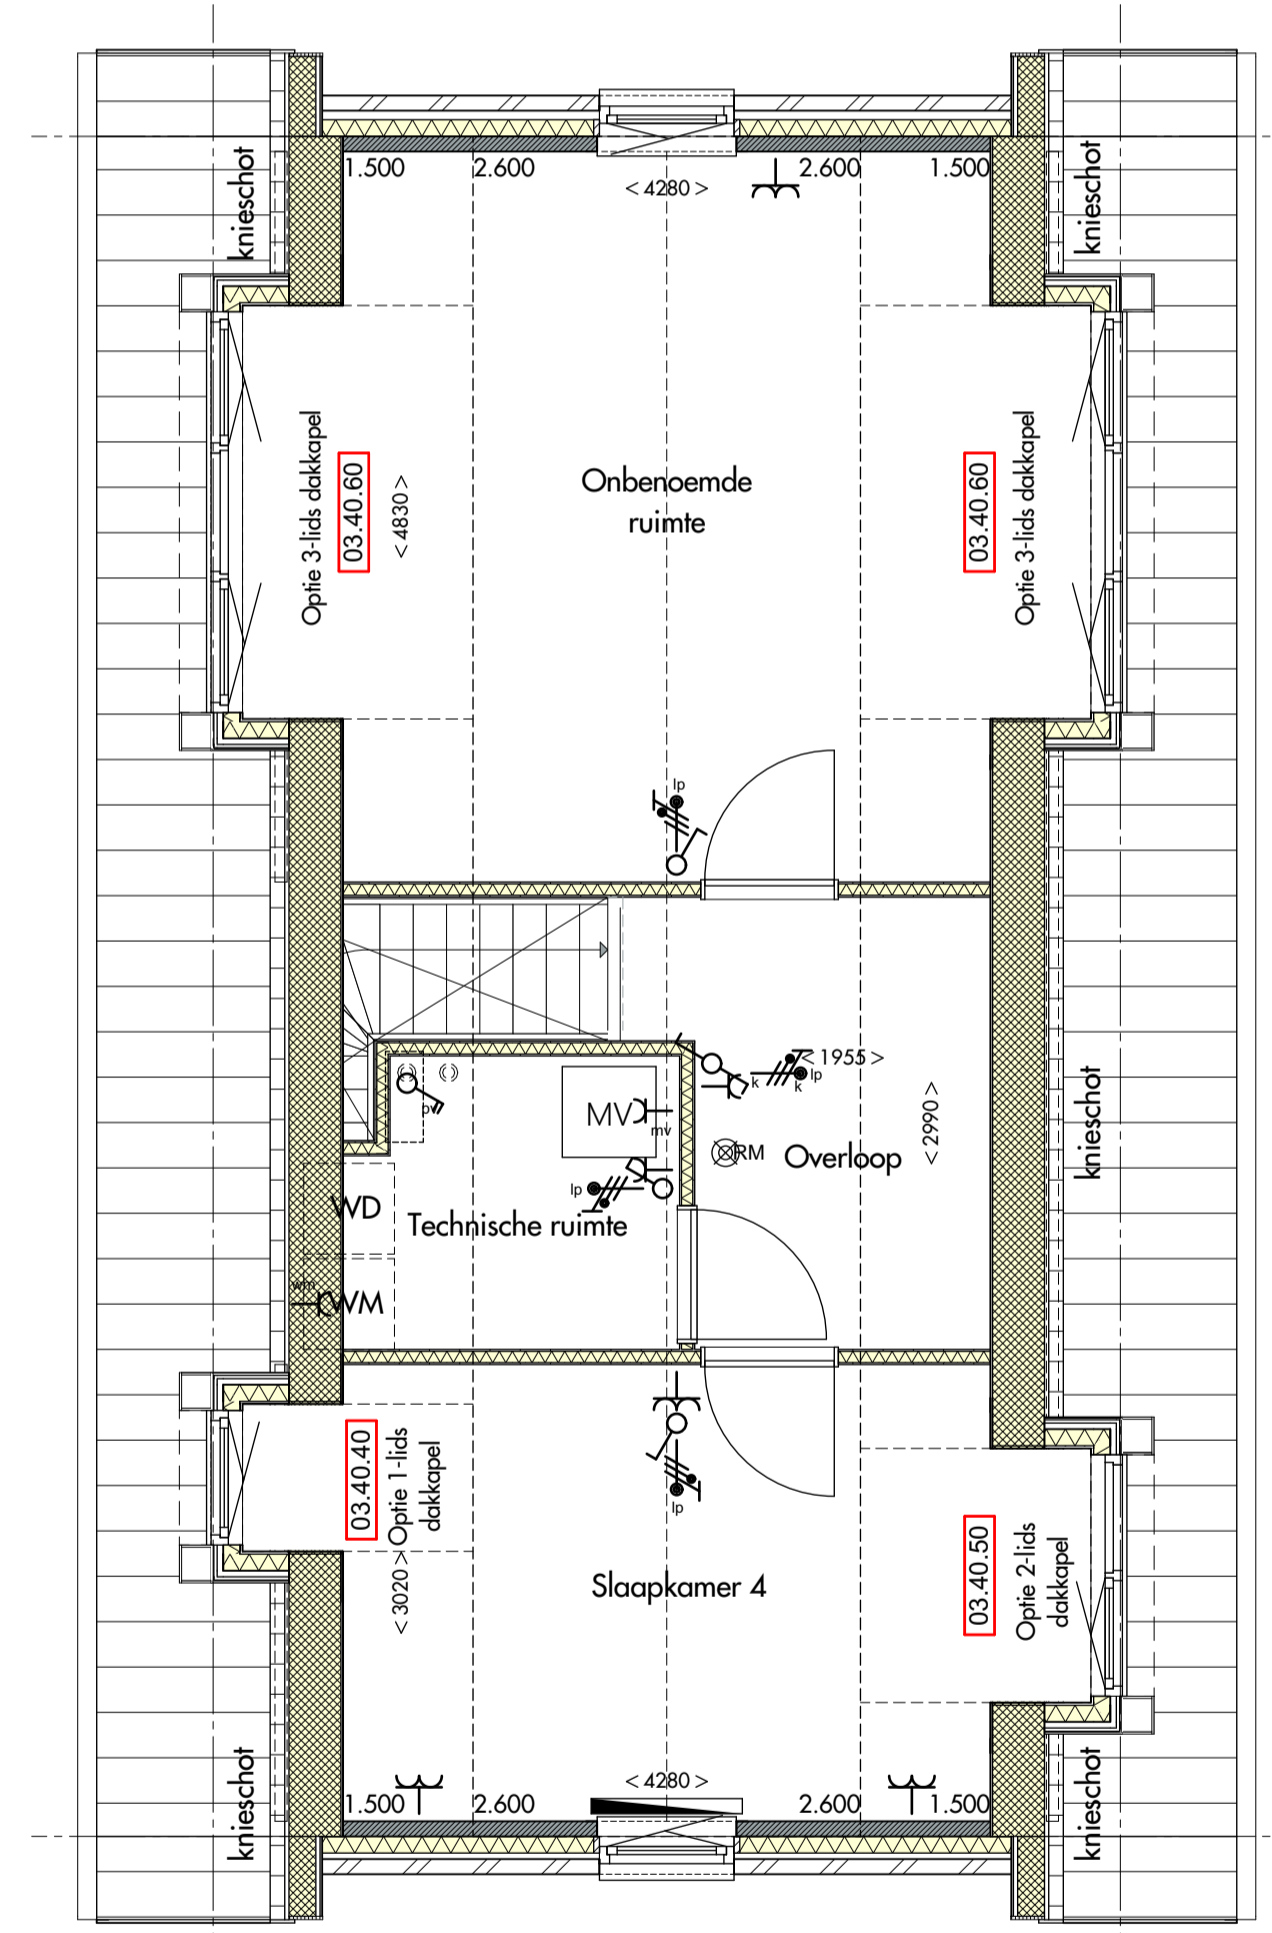 knieschot
knieschot
1.500
2.600
< 4280 >
2.600
1.500
Optie 3-lids dakkapel
03.40.60
< 4830 >
Onbenoemde
ruimte
03.40.60
Optie 3-lids dakkapel
lp
k
< 1955 >
k
lp
pv
MV
mv
RM
Overloop
< 2990 >
knieschot
lp
WD
Technische ruimte
wm
WM
03.40.40
Optie 1-lids
dakkapel
< 3020 >
lp
Slaapkamer 4
03.40.50
Optie 2-lids
dakkapel
knieschot
knieschot
1.500
2.600
< 4280 >
2.600
1.500